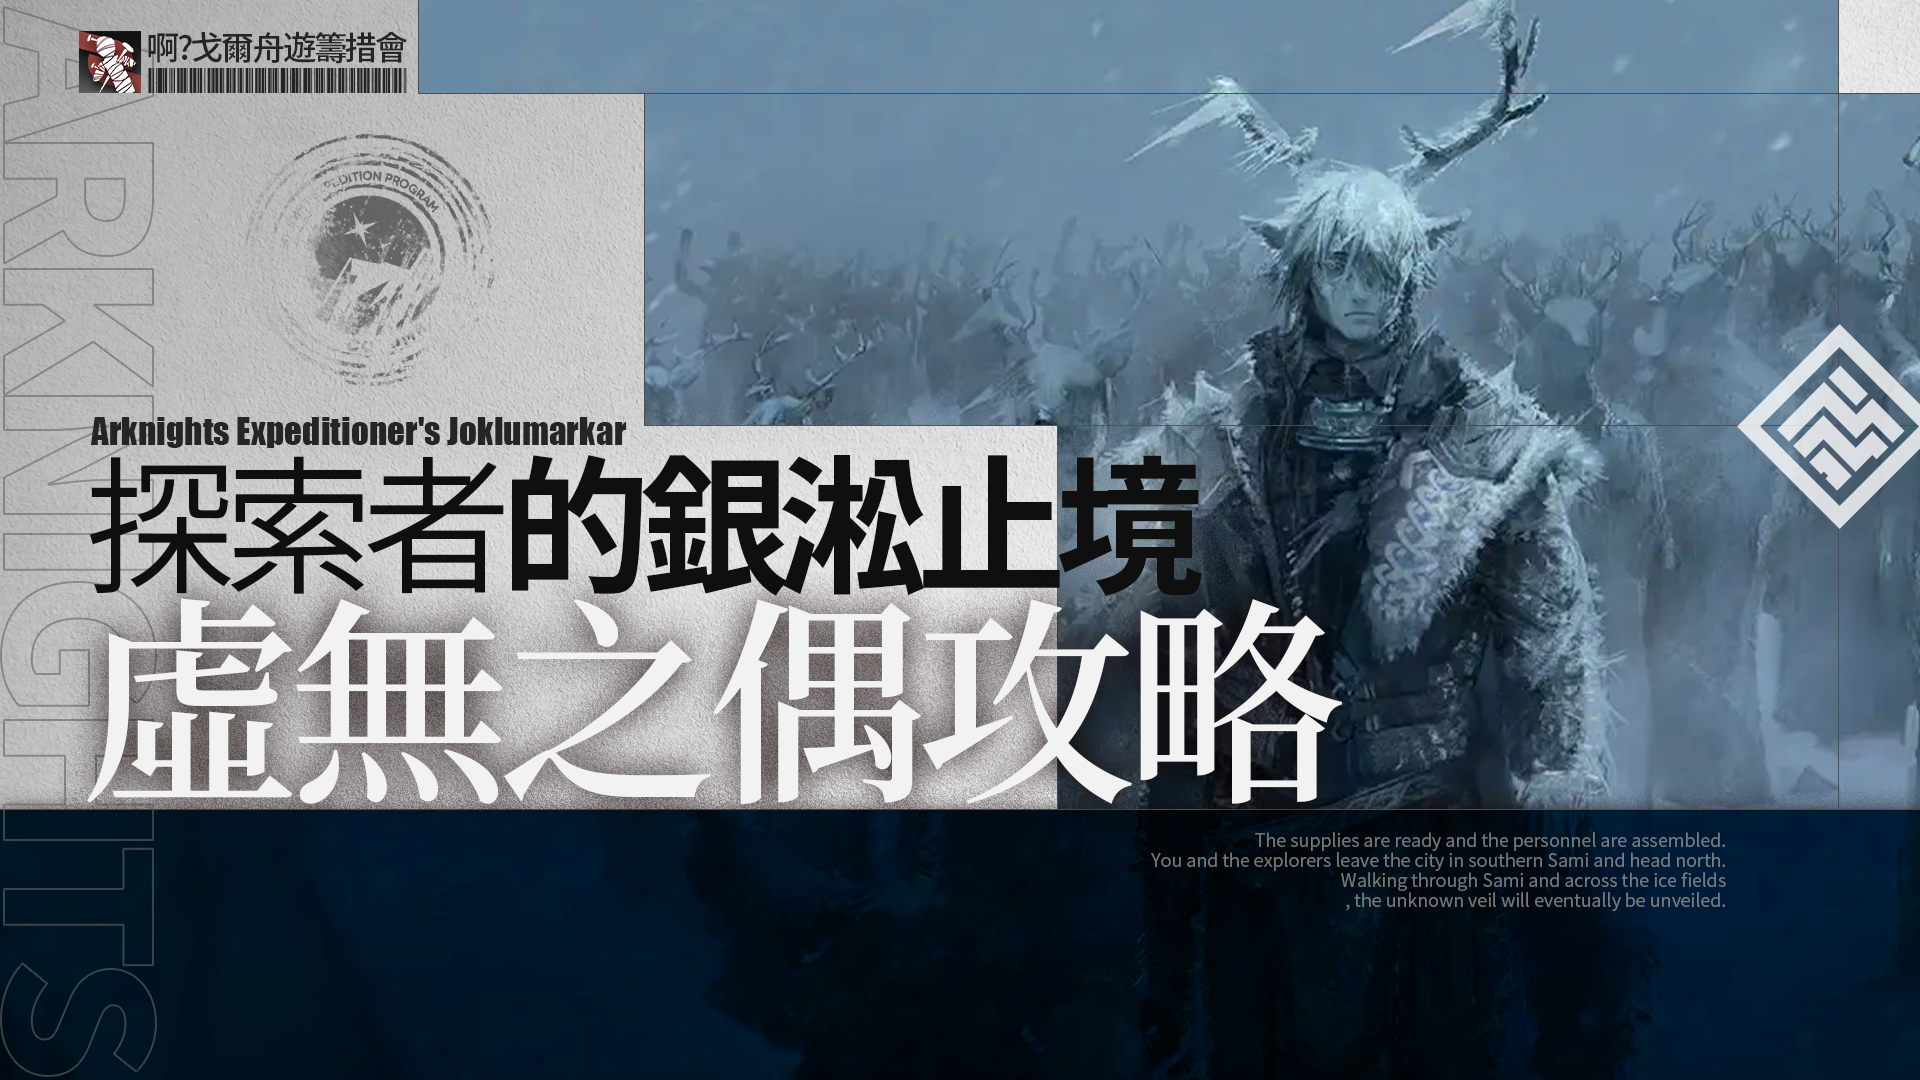 啊?戈爾舟遊籌措會
EDITION PROGRAM
ARKNIGHTS
Arknights Expeditioner's Joklumarkar
探索者的銀淞止境
虛無之偶攻略
The supplies are ready and the personnel are assembled.
You and the explorers leave the city in southern Sami and head north.
Walking through Sami and across the ice fields
, the unknown veil will eventually be unveiled.